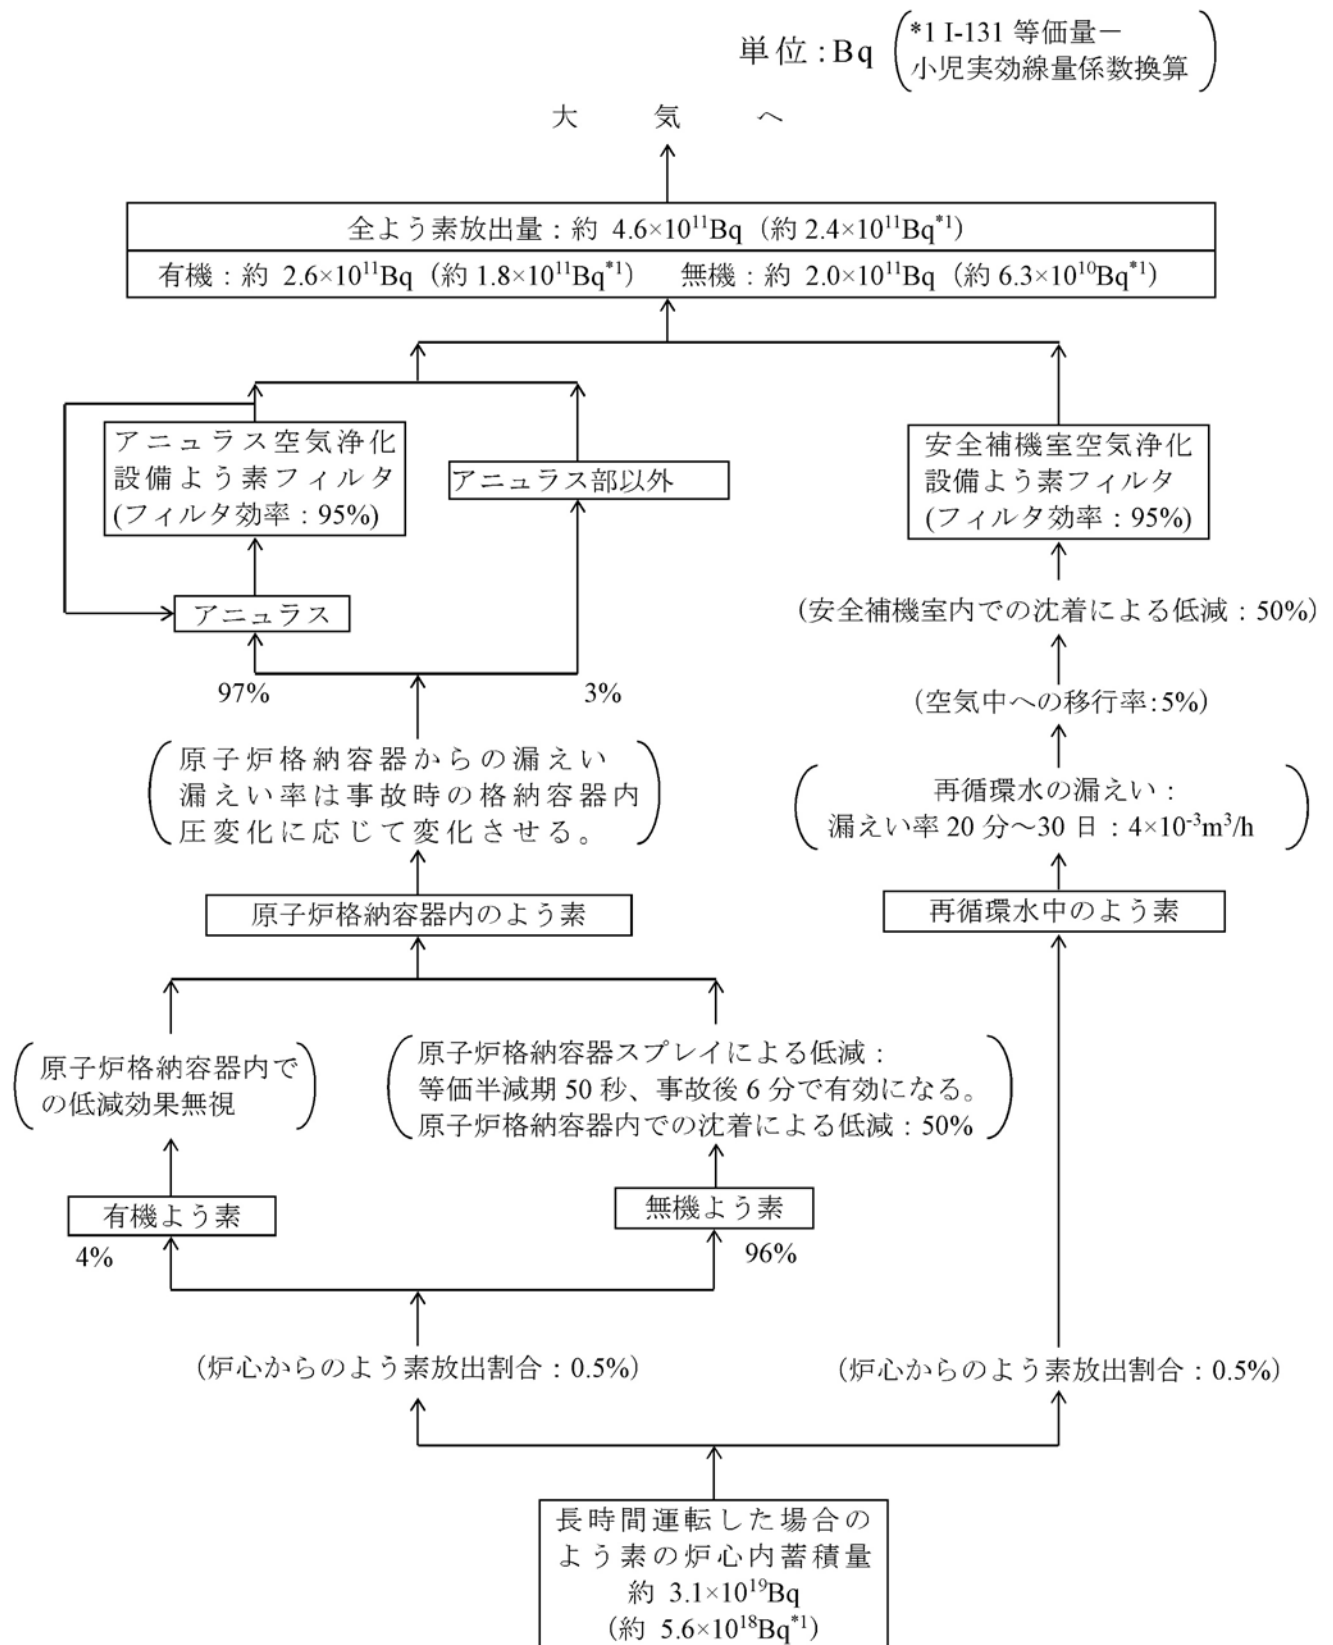 単位:Bq
*1 I-131 等価量－
小児実効線量係数換算
大気へ
全よう素放出量：約 4.6×10¹¹Bq（約 2.4×10¹¹Bq*¹）
有機：約 2.6×10¹¹Bq（約 1.8×10¹¹Bq*¹） 無機：約 2.0×10¹¹Bq（約 6.3×10¹⁰Bq*¹）
アニュラス空気浄化
設備よう素フィルタ
(フィルタ効率：95%)
アニュラス部以外
安全補機室空気浄化
設備よう素フィルタ
(フィルタ効率：95%)
アニュラス
(安全補機室内での沈着による低減：50%)
97%
3%
(空気中への移行率:5%)
原子炉格納容器からの漏えい
漏えい率は事故時の格納容器内
圧変化に応じて変化させる。
再循環水の漏えい：
漏えい率 20 分～30 日：4×10⁻³m³/h
原子炉格納容器内のよう素
再循環水中のよう素
原子炉格納容器内で
の低減効果無視
原子炉格納容器スプレイによる低減：
等価半減期 50 秒、事故後 6 分で有効になる。
原子炉格納容器内での沈着による低減：50%
有機よう素
無機よう素
4%
96%
(炉心からのよう素放出割合：0.5%)
(炉心からのよう素放出割合：0.5%)
長時間運転した場合の
よう素の炉心内蓄積量
約 3.1×10¹⁹Bq
（約 5.6×10¹⁸Bq*¹）